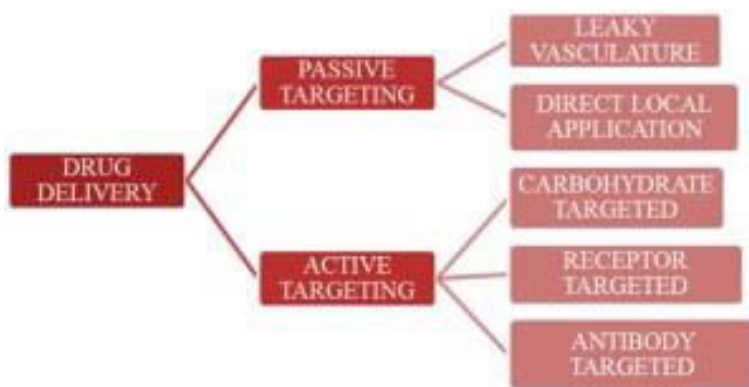 DRUG
DELIVERY
PASSIVE
TARGETING
LEAKY
VASCULATURE
DIRECT LOCAL
APPLICATION
ACTIVE
TARGETING
CARBOHYDRATE
TARGETED
RECEPTOR
TARGETED
ANTIBODY
TARGETED